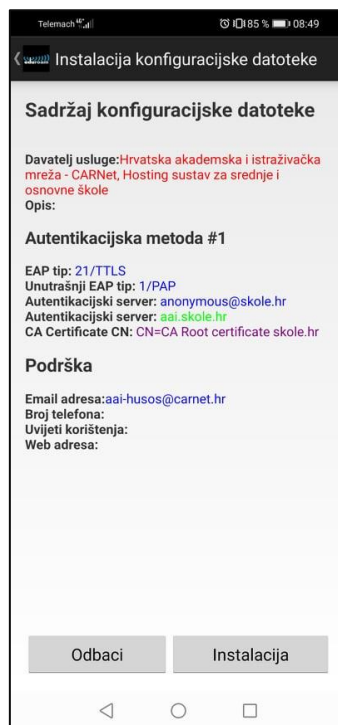 Telemach 4G 85 % 08:49
Instalacija konfiguracijske datoteke
Sadržaj konfiguracijske datoteke
Davatelj usluge:Hrvatska akademska i istraživačka
mreža - CARNet, Hosting sustav za srednje i
osnovne škole
Opis:
Autentikacijska metoda #1
EAP tip: 21/TTLS
Unutrašnji EAP tip: 1/PAP
Autentikacijski server: anonymous@skole.hr
Autentikacijski server: aai.skole.hr
CA Certificate CN: CN=CA Root certificate skole.hr
Podrška
Email adresa:aai-husos@carnet.hr
Broj telefona:
Uvijeti korištenja:
Web adresa:
Odbaci Instalacija